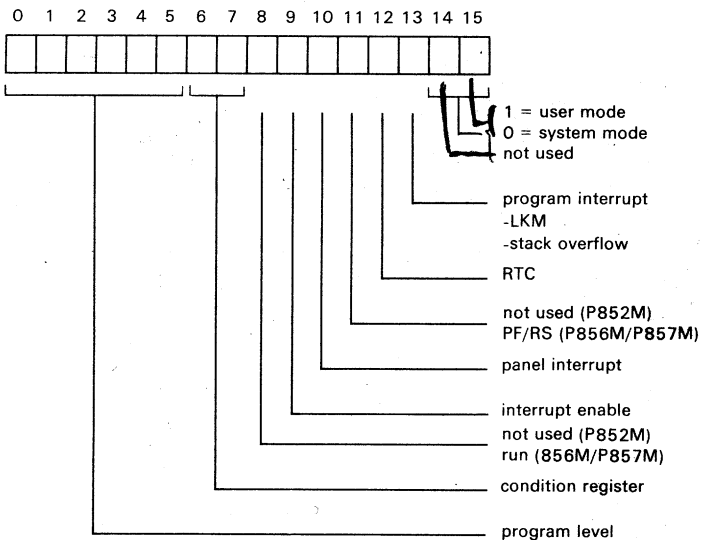 0 1 2 3 4 5 6 7 8 9 10 11 12 13 14 15
1 = user mode
0 = system mode
not used
program interrupt
-LKM
-stack overflow
RTC
not used (P852M)
PF/RS (P856M/P857M)
panel interrupt
interrupt enable
not used (P852M)
run (856M/P857M)
condition register
program level